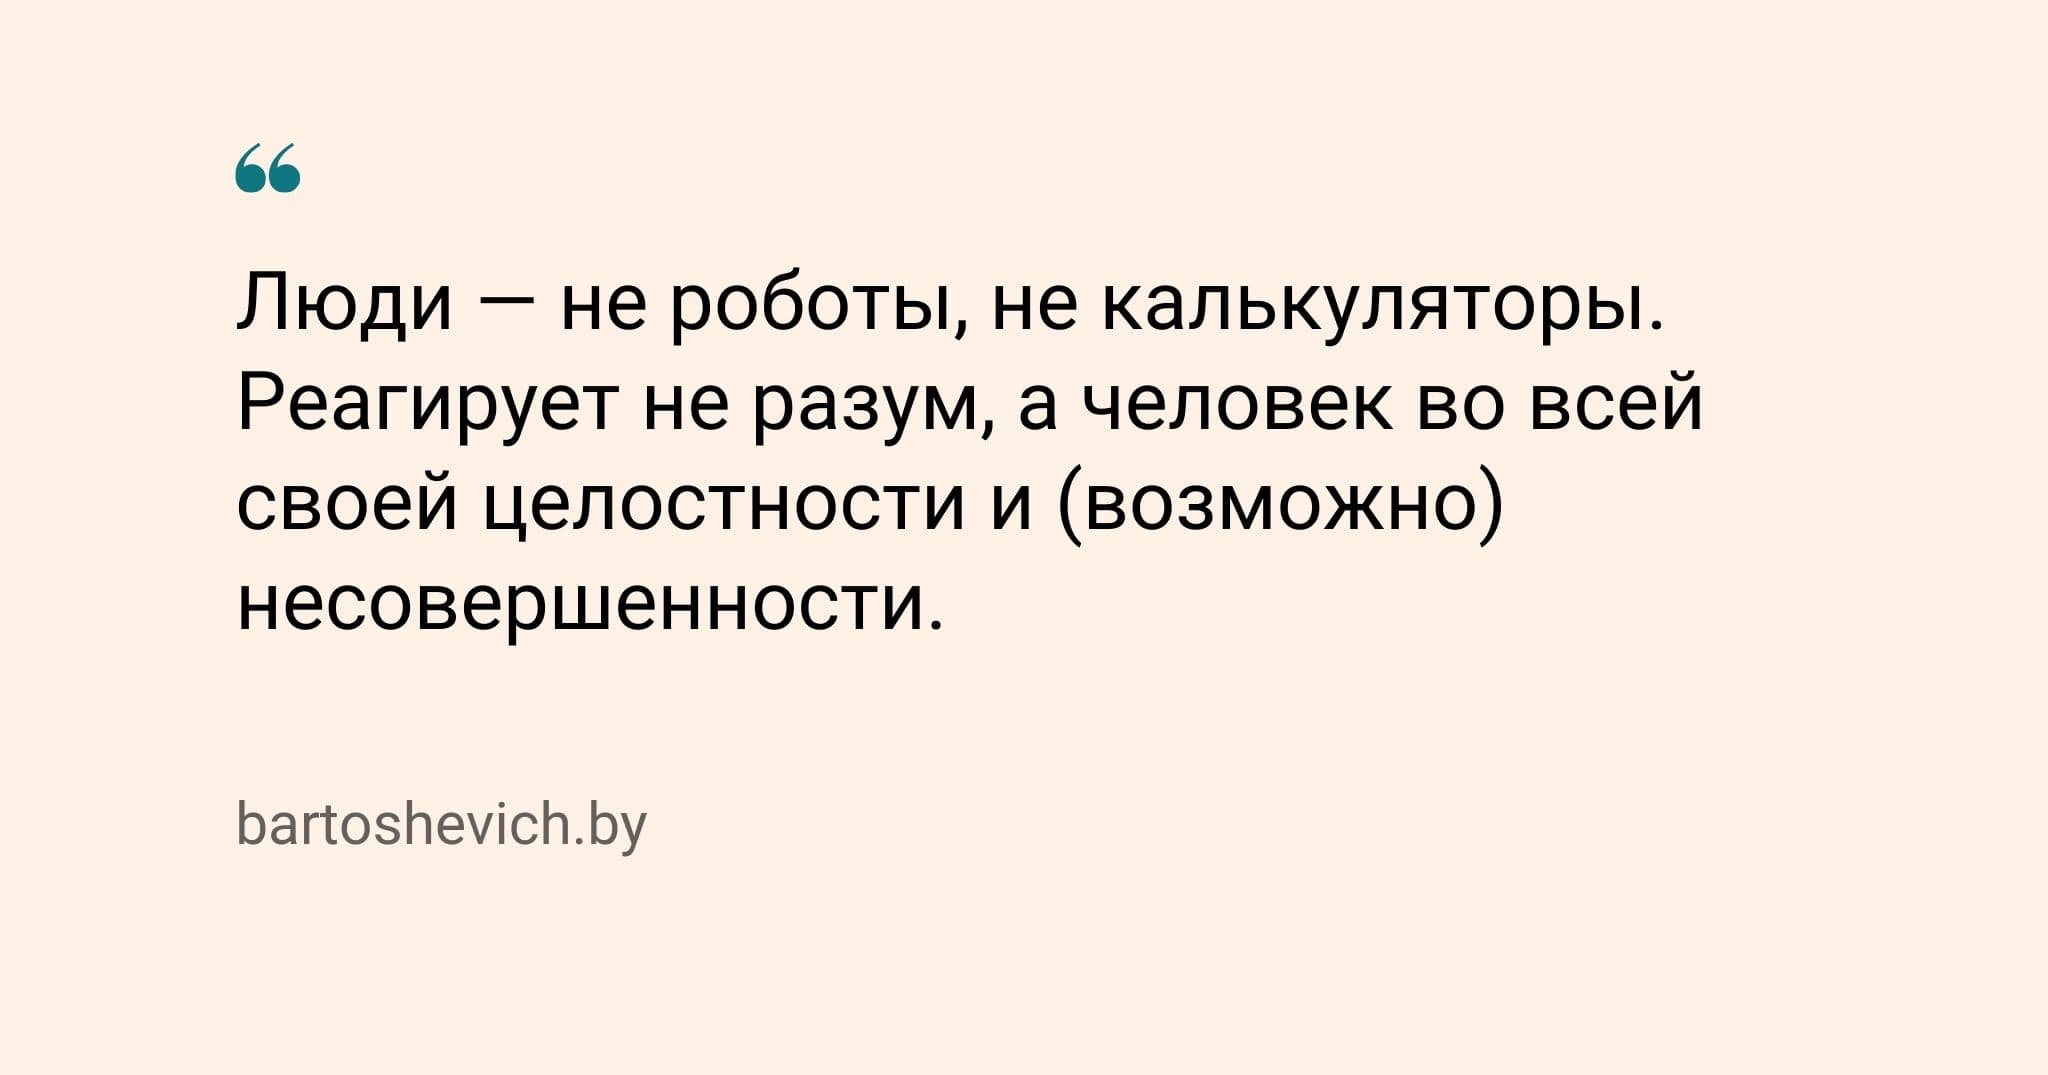 “
Люди — не роботы, не калькуляторы.
Реагирует не разум, а человек во всей
своей целостности и (возможно)
несовершенности.
bartoshevich.by